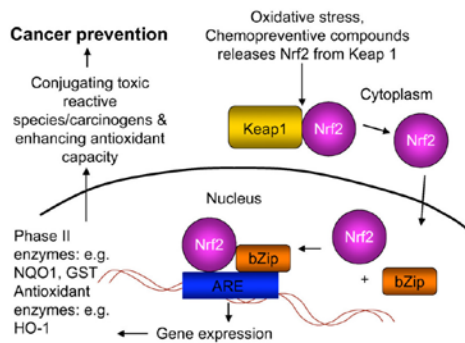 Cancer prevention
Conjugating toxic
reactive
species/carcinogens &
enhancing antioxidant
capacity
Oxidative stress,
Chemopreventive compounds
releases Nrf2 from Keap 1
Cytoplasm
Keap1
Nrf2
Nrf2
Nucleus
Nrf2
bZip
ARE
Nrf2
+
bZip
Phase II
enzymes: e.g.
NQO1, GST
Antioxidant
enzymes: e.g.
HO-1
Gene expression